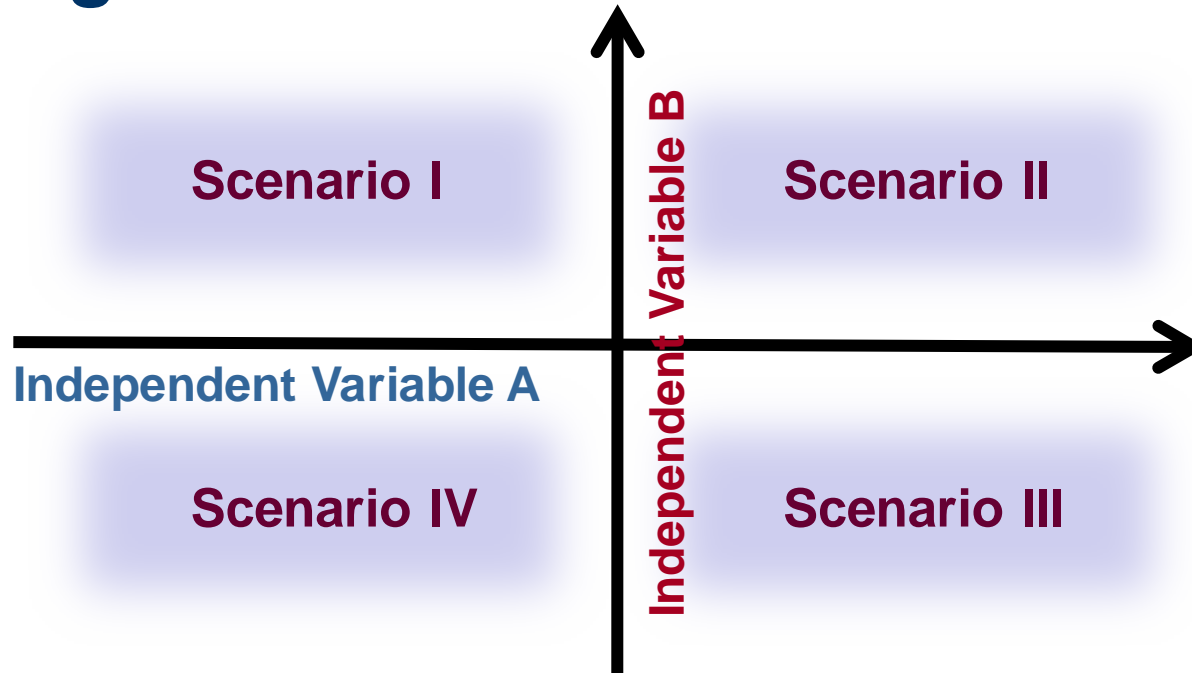 Scenario I
Scenario II
Independent Variable B
Independent Variable A
Scenario IV
Scenario III